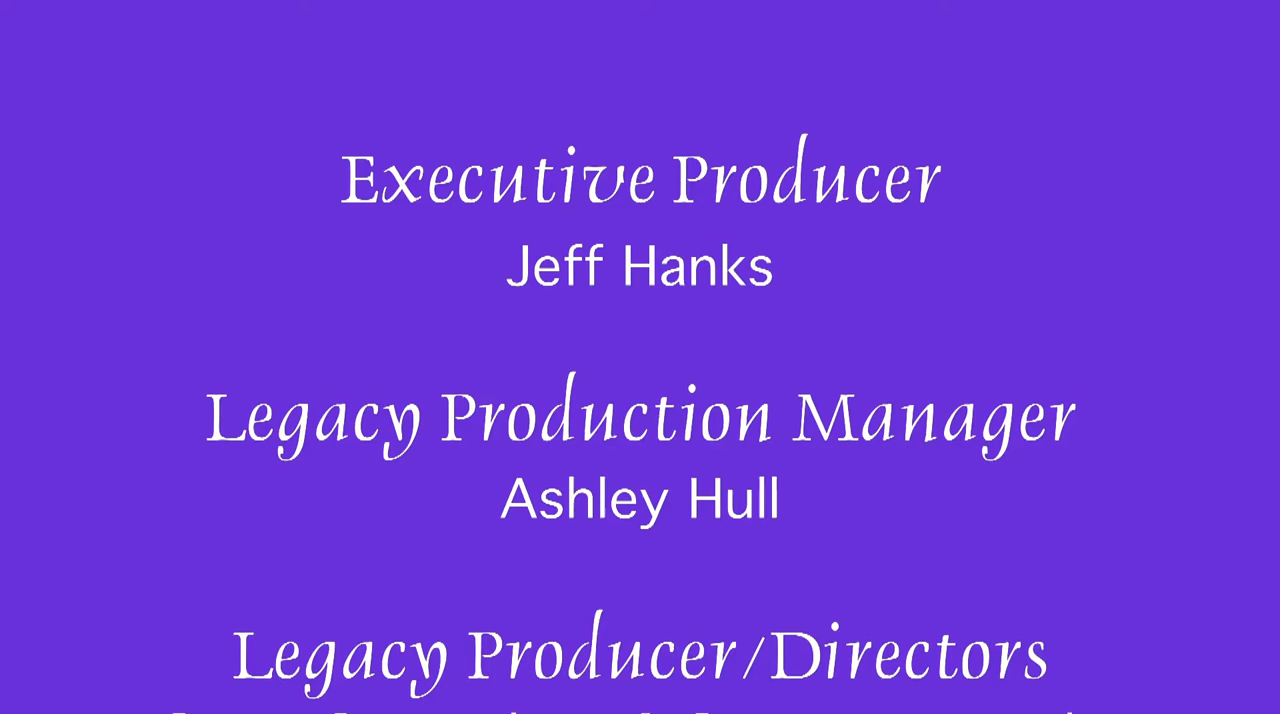 Executive Producer
Jeff Hanks
Legacy Production Manager
Ashley Hull
Legacy Producer/Directors